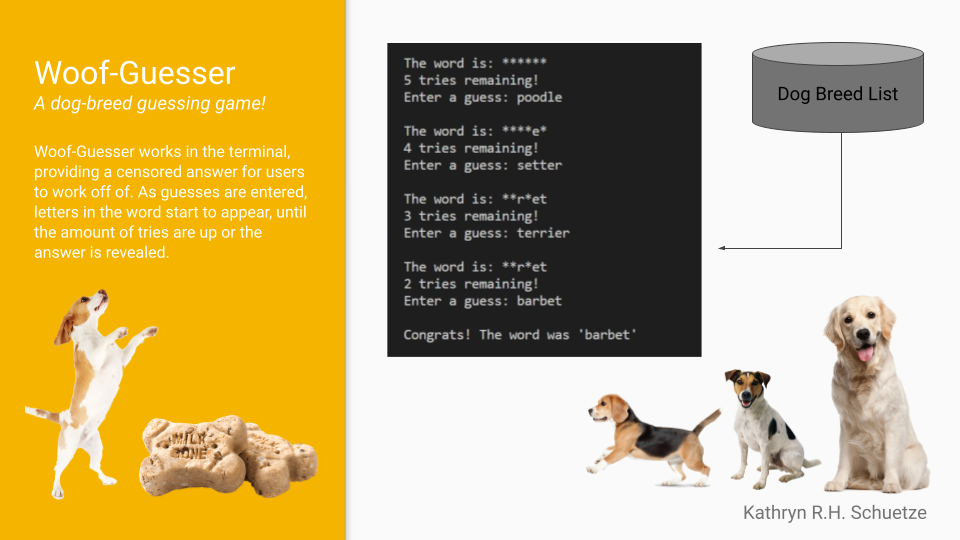 Woof-Guesser
A dog-breed guessing game!
Woof-Guesser works in the terminal,
providing a censored answer for users
to work off of. As guesses are entered,
letters in the word start to appear, until
the amount of tries are up or the
answer is revealed.
MILK
BONE
The word is: ******
5 tries remaining!
Enter a guess: poodle
The word is: ****e*
4 tries remaining!
Enter a guess: setter
The word is: **r*et
3 tries remaining!
Enter a guess: terrier
The word is: **r*et
2 tries remaining!
Enter a guess: barbet
Congrats! The word was 'barbet'
Dog Breed List
Kathryn R.H. Schuetze